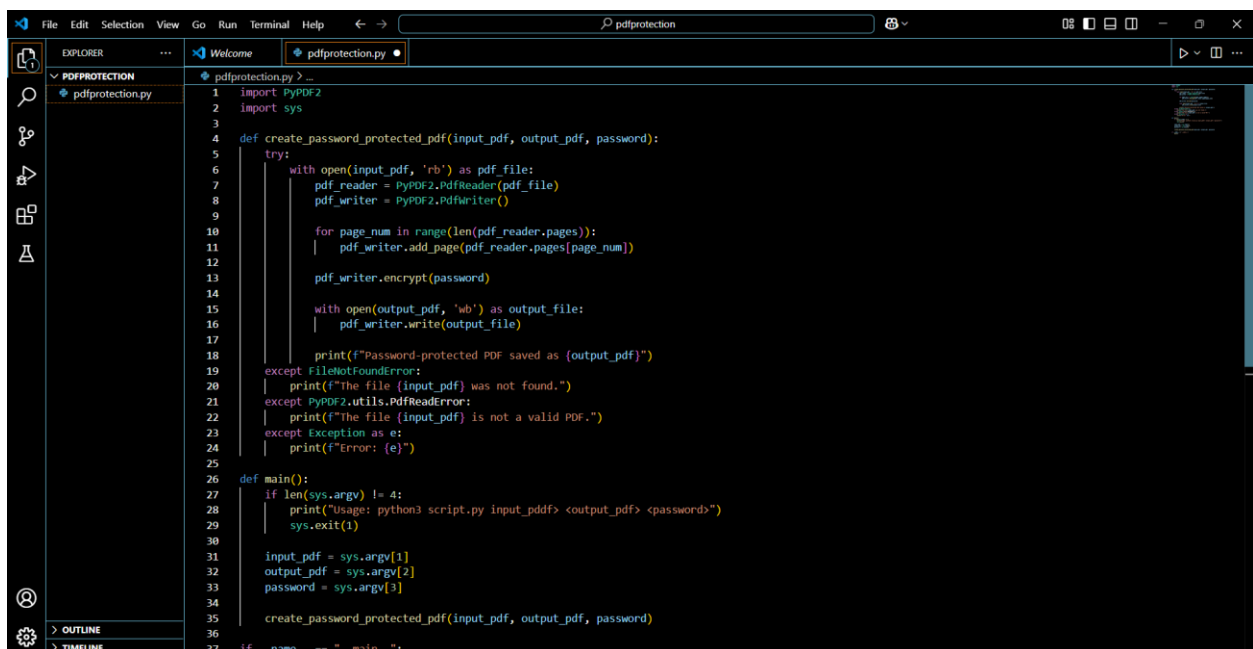 File Edit Selection View Go Run Terminal Help ← → pdfprotection
EXPLORER ...
Welcome
pdfprotection.py ●
1
PDFPROTECTION
pdfprotection.py
pdfprotection.py > ...
1 import PyPDF2
2 import sys
3
4 def create_password_protected_pdf(input_pdf, output_pdf, password):
5     try:
6         with open(input_pdf, 'rb') as pdf_file:
7             pdf_reader = PyPDF2.PdfReader(pdf_file)
8             pdf_writer = PyPDF2.PdfWriter()
9
10             for page_num in range(len(pdf_reader.pages)):
11                 pdf_writer.add_page(pdf_reader.pages[page_num])
12
13             pdf_writer.encrypt(password)
14
15             with open(output_pdf, 'wb') as output_file:
16                 pdf_writer.write(output_file)
17
18             print(f"Password-protected PDF saved as {output_pdf}")
19     except FileNotFoundError:
20         print(f"The file {input_pdf} was not found.")
21     except PyPDF2.utils.PdfReadError:
22         print(f"The file {input_pdf} is not a valid PDF.")
23     except Exception as e:
24         print(f"Error: {e}")
25
26 def main():
27     if len(sys.argv) != 4:
28         print("Usage: python3 script.py input_pddf> <output_pdf> <password>")
29         sys.exit(1)
30
31     input_pdf = sys.argv[1]
32     output_pdf = sys.argv[2]
33     password = sys.argv[3]
34
35     create_password_protected_pdf(input_pdf, output_pdf, password)
36
37 if __name__ == "__main__":
OUTLINE
TIMELINE